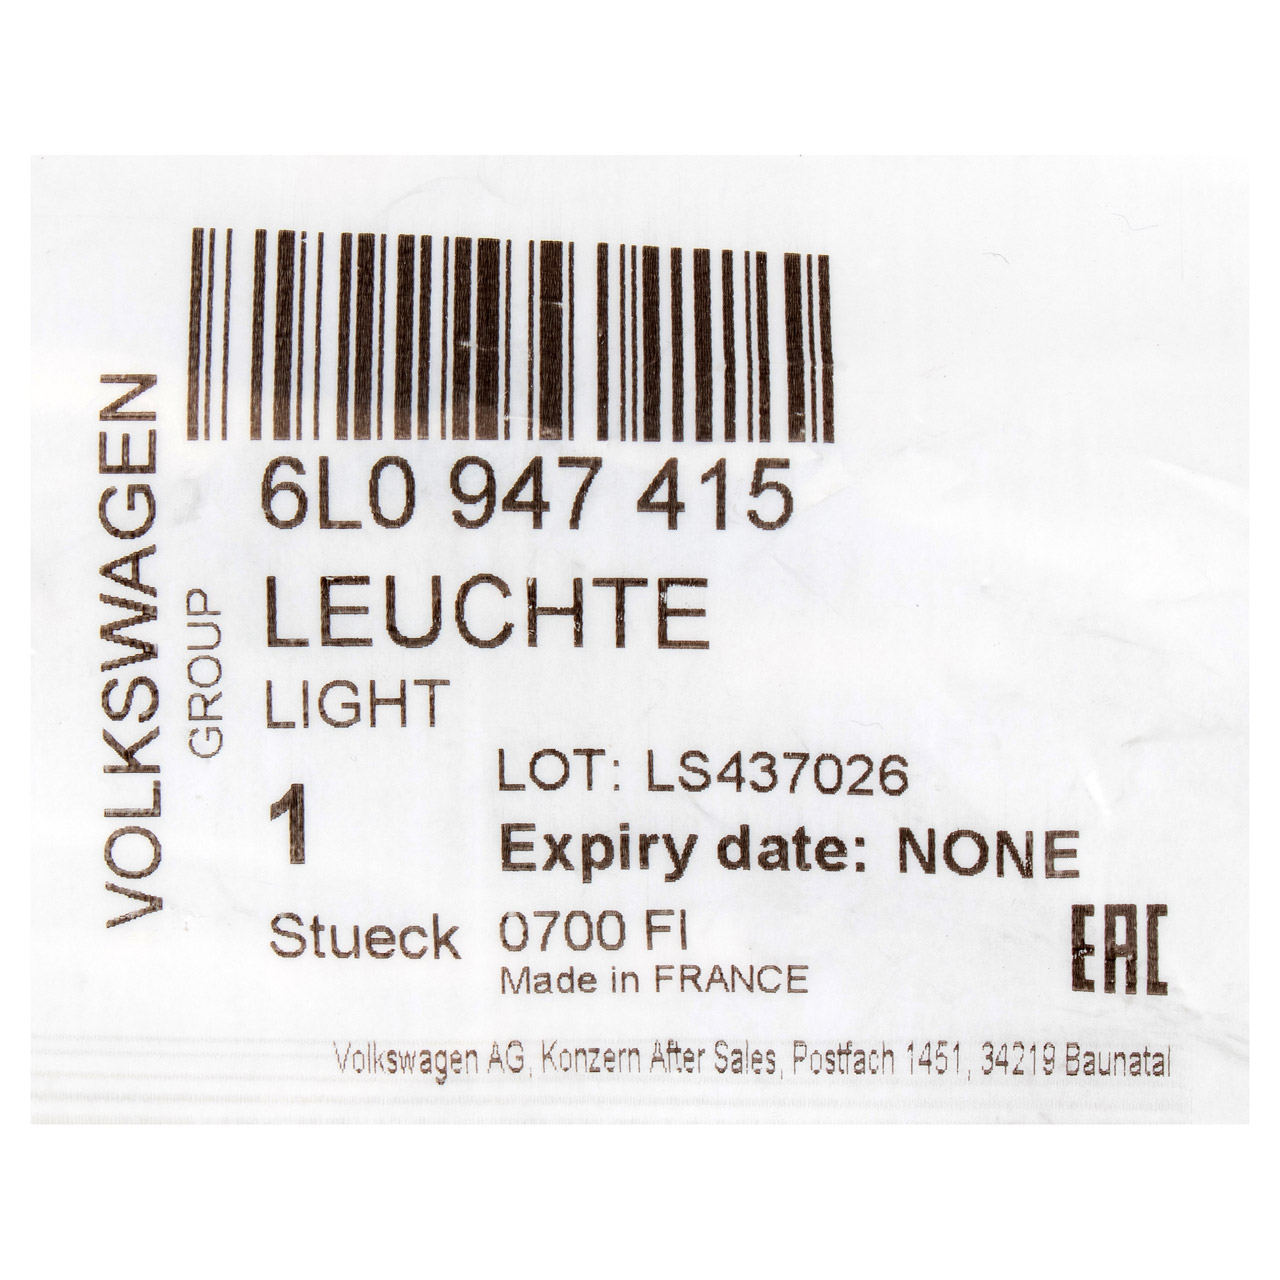 VOLKSWAGEN
GROUP
6L0 947 415
LEUCHTE
LIGHT
1
Stueck
LOT: LS437026
Expiry date: NONE
0700 FI
Made in FRANCE
EAC
Volkswagen AG, Konzern After Sales, Postfach 1451, 34219 Baunatal